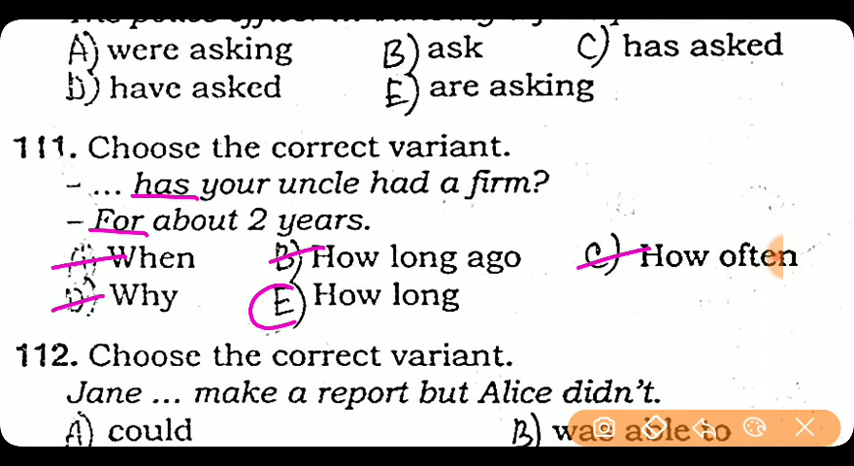 A) were asking B) ask C) has asked
D) have asked E) are asking
111. Choose the correct variant.
– ... has your uncle had a firm?
– For about 2 years.
A) When B) How long ago C) How often
D) Why E) How long
112. Choose the correct variant.
Jane ... make a report but Alice didn't.
A) could B) was able to